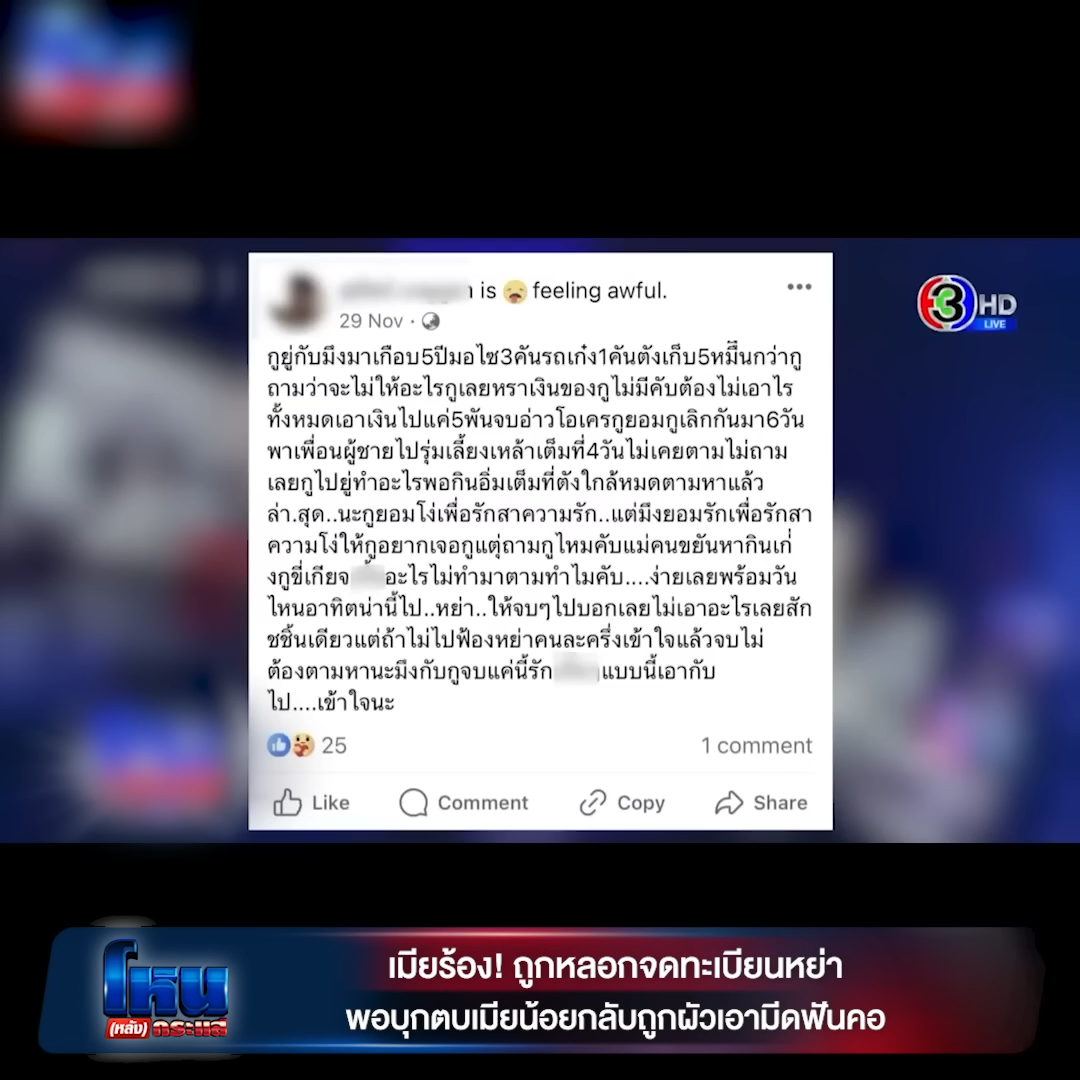 is feeling awful.
29 Nov
3 HD
LIVE
กูยู่กับมึงมาเกือบ5ปีมอไซ3คันรถเก๋ง1คันตังเก็บ5หมื่นกว่ากู
ถามว่าจะไม่ให้อะไรกูเลยหราเงินของกูไม่มีคับต้องไม่เอาไร
ทั้งหมดเอาเงินไปแค่5พันจบอ่าวโอเครกูยอมกูเลิกกันมา6วัน
พาเพื่อนผู้ชายไปรุ่มเลี้ยงเหล้าเต็มที่4วันไม่เคยตามไม่ถาม
เลยกูไปยู่ทำอะไรพอกินอิ่มเต็มที่ตังใกล้หมดตามหาแล้ว
ล่า.สุด..นะกูยอมโง่เพื่อรักสาความรัก..แต่มึงยอมรักเพื่อรักสา
ความโง่ให้กูอยากเจอกูแตุ่ถามกูไหมคับแม่คนขยันหากินเก่
งกูขี่เกียจ อะไรไม่ทำมาตามทำไมคับ....ง่ายเลยพร้อมวัน
ไหนอาทิตน่านี้ไป..หย่า..ให้จบๆไปบอกเลยไม่เอาอะไรเลยสัก
ชชิ้นเดียวแต่ถ้าไม่ไปฟ้องหย่าคนละครึ่งเข้าใจแล้วจบไม่
ต้องตามหานะมึงกับกูจบแค่นี้รัก แบบนี้เอากับ
ไป....เข้าใจนะ
25
1 comment
Like
Comment
Copy
Share
โหน
(หลัง) กระแส
เมียร้อง! ถูกหลอกจดทะเบียนหย่า
พอบุกตบเมียน้อยกลับถูกผัวเอามีดฟันคอ